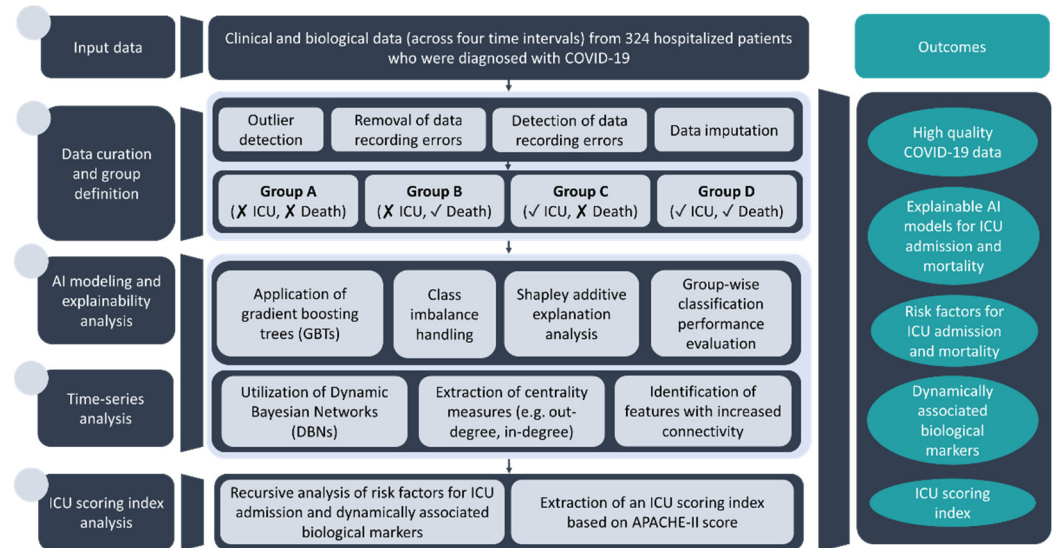 Input data
Clinical and biological data (across four time intervals) from 324 hospitalized patients
who were diagnosed with COVID-19
Outcomes
Data curation
and group
definition
Outlier
detection
Removal of data
recording errors
Detection of data
recording errors
Data imputation
Group A
(✗ ICU, ✗ Death)
Group B
(✗ ICU, ✓ Death)
Group C
(✓ ICU, ✗ Death)
Group D
(✓ ICU, ✓ Death)
AI modeling and
explainability
analysis
Application of
gradient boosting
trees (GBTs)
Class
imbalance
handling
Shapley additive
explanation
analysis
Group-wise
classification
performance
evaluation
Time-series
analysis
Utilization of Dynamic
Bayesian Networks
(DBNs)
Extraction of centrality
measures (e.g. out-
degree, in-degree)
Identification of
features with increased
connectivity
ICU scoring index
analysis
Recursive analysis of risk factors for ICU
admission and dynamically associated
biological markers
Extraction of an ICU scoring index
based on APACHE-II score
High quality
COVID-19 data
Explainable AI
models for ICU
admission and
mortality
Risk factors for
ICU admission
and mortality
Dynamically
associated
biological
markers
ICU scoring
index